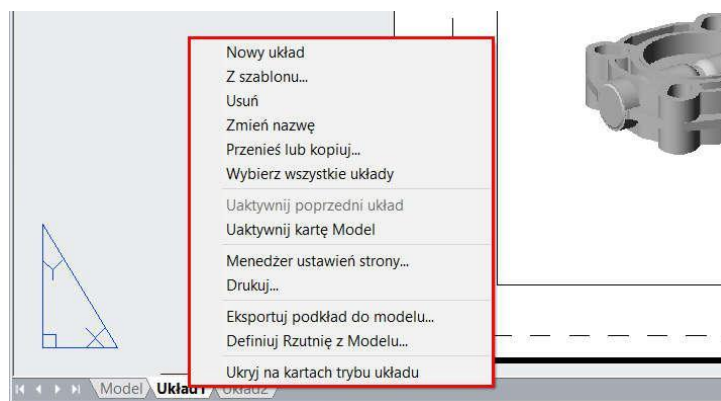 Nowy układ
Z szablonu...
Usuń
Zmień nazwę
Przenieś lub kopiuj...
Wybierz wszystkie układy
Uaktywnij poprzedni układ
Uaktywnij kartę Model
Menedżer ustawień strony...
Drukuj...
Eksportuj podkład do modelu...
Definiuj Rzutnię z Modelu...
Ukryj na kartach trybu układu
Y
X
Model Układ1 Układ2